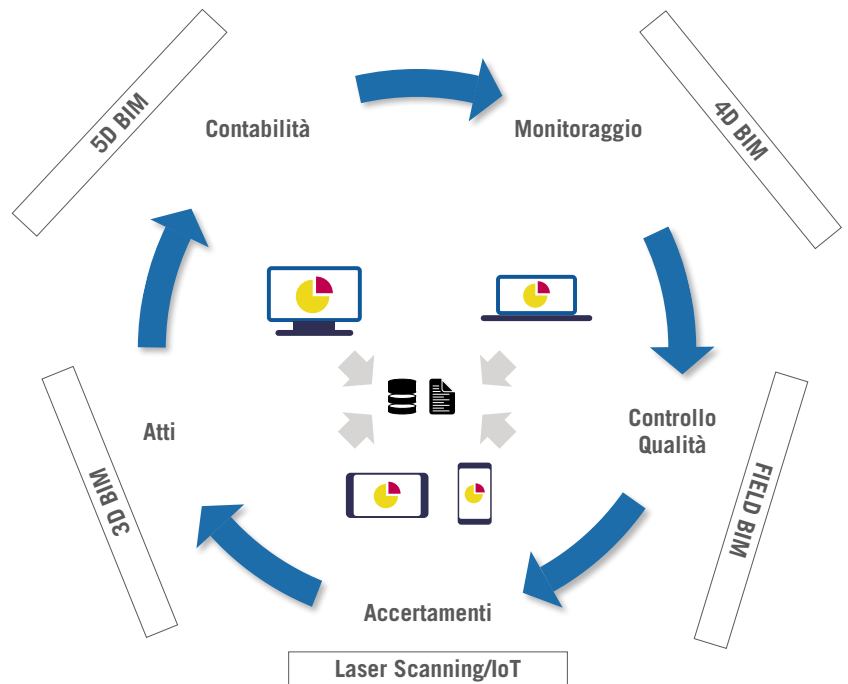 5D BIM
4D BIM
Contabilità
Monitoraggio
Atti
Controllo
Qualità
3D BIM
FIELD BIM
Accertamenti
Laser Scanning/IoT